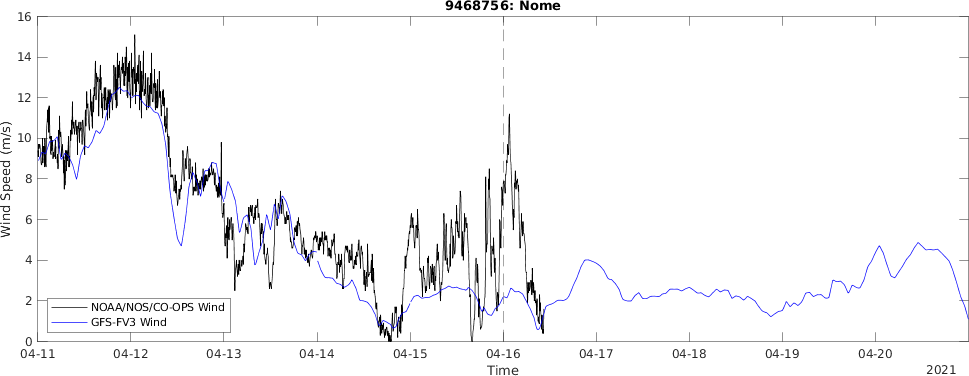 9468756: Nome
16
14
12
10
8
6
4
2
0
Wind Speed (m/s)
NOAA/NOS/CO-OPS Wind
GFS-FV3 Wind
04-11 04-12 04-13 04-14 04-15 04-16 04-17 04-18 04-19 04-20
Time
2021